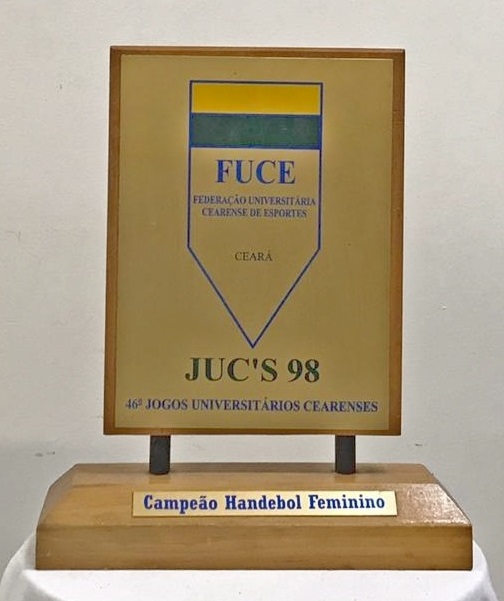 FUCE
FEDERAÇÃO UNIVERSITÁRIA
CEARENSE DE ESPORTES
CEARÁ
JUC'S 98
46º JOGOS UNIVERSITÁRIOS CEARENSES
Campeão Handebol Feminino